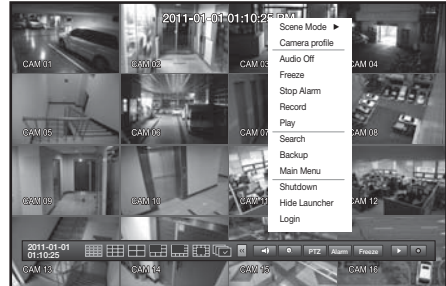 2011-01-01 01:10:25 PM
Scene Mode ▶
Camera profile
Audio Off
Freeze
Stop Alarm
Record
Play
Search
Backup
Main Menu
Shutdown
Hide Launcher
Login
CAM 01
CAM 02
CAM 03
CAM 04
CAM 05
CAM 06
CAM 07
CAM 08
CAM 09
CAM 10
CAM 12
2011-01-01
01:10:25
PTZ
Alarm
Freeze
CAM 13
CAM 14
CAM 15
CAM 16